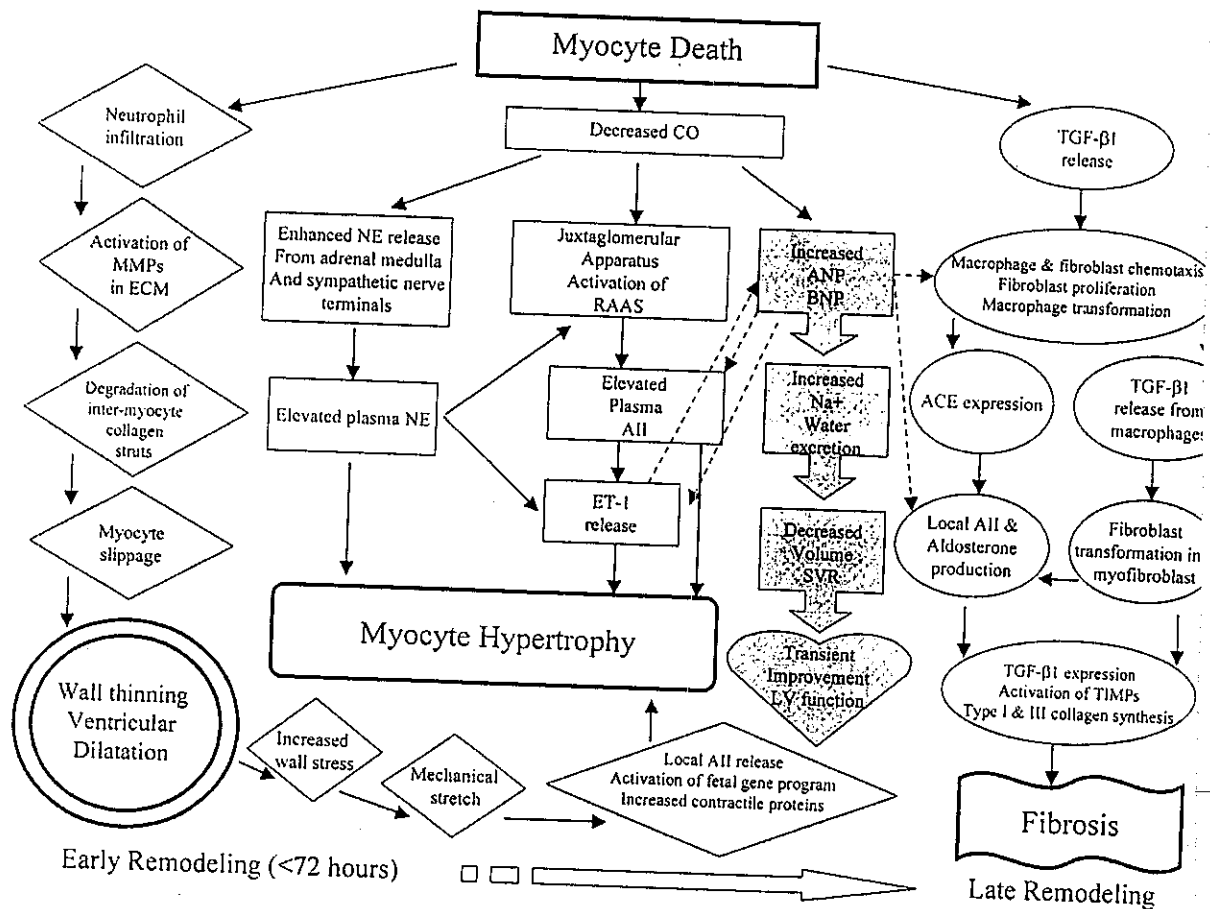 Myocyte Death
Neutrophil
infiltration
Decreased CO
TGF-β1
release
Activation of
MMPs
in ECM
Enhanced NE release
From adrenal medulla
And sympathetic nerve
terminals
Juxtaglomerular
Apparatus
Activation of
RAAS
Increased
ANP
BNP
Macrophage & fibroblast chemotaxis
Fibroblast proliferation
Macrophage transformation
Degradation of
inter-myocyte
collagen
struts
Elevated plasma NE
Elevated
Plasma
AII
Increased
Na+
Water
excretion
ACE expression
TGF-β1
release from
macrophages
Myocyte
slippage
ET-1
release
Decreased
Volume
SVR
Local AII &
Aldosterone
production
Fibroblast
transformation in
myofibroblast
Myocyte Hypertrophy
Transient
Improvement
LV function
TGF-β1 expression
Activation of TIMPs
Type I & III collagen synthesis
Wall thinning
Ventricular
Dilatation
Increased
wall stress
Mechanical
stretch
Local AII release
Activation of fetal gene program
Increased contractile proteins
Fibrosis
Early Remodeling (<72 hours)
Late Remodeling